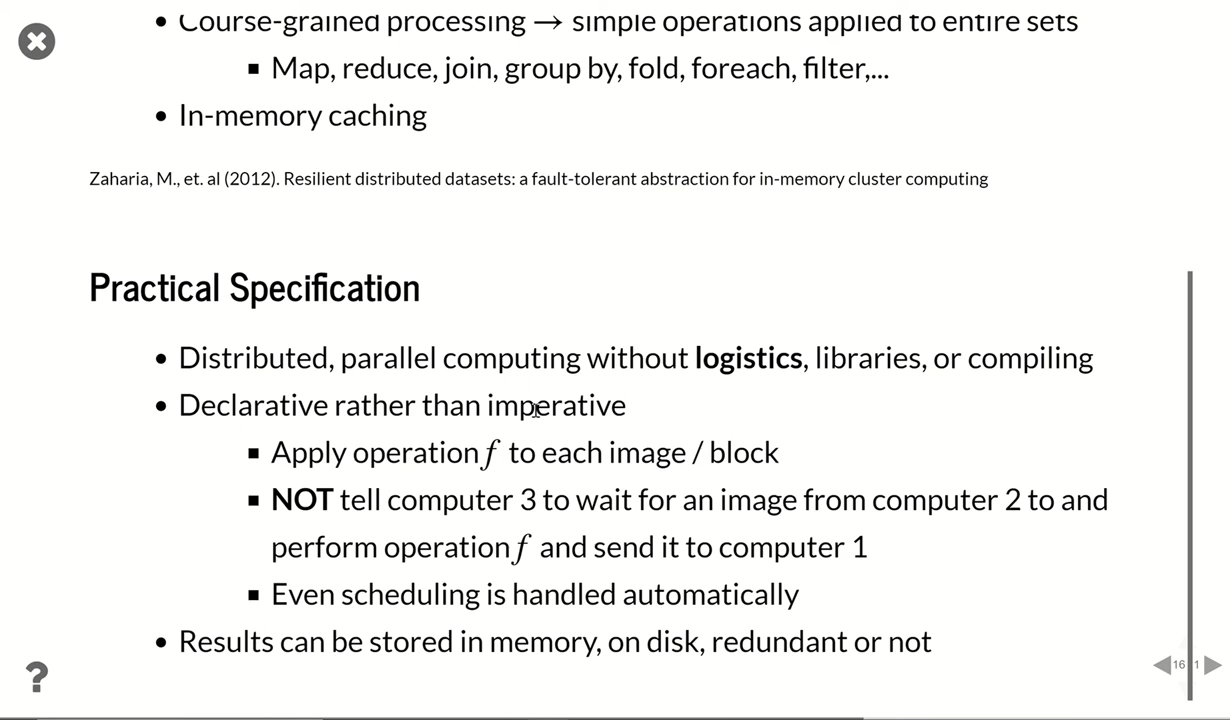 Course-grained processing → simple operations applied to entire sets
Map, reduce, join, group by, fold, foreach, filter,...
In-memory caching
Zaharia, M., et. al (2012). Resilient distributed datasets: a fault-tolerant abstraction for in-memory cluster computing
Practical Specification
Distributed, parallel computing without logistics, libraries, or compiling
Declarative rather than imperative
Apply operation f to each image / block
NOT tell computer 3 to wait for an image from computer 2 to and
perform operation f and send it to computer 1
Even scheduling is handled automatically
Results can be stored in memory, on disk, redundant or not
?
16 1